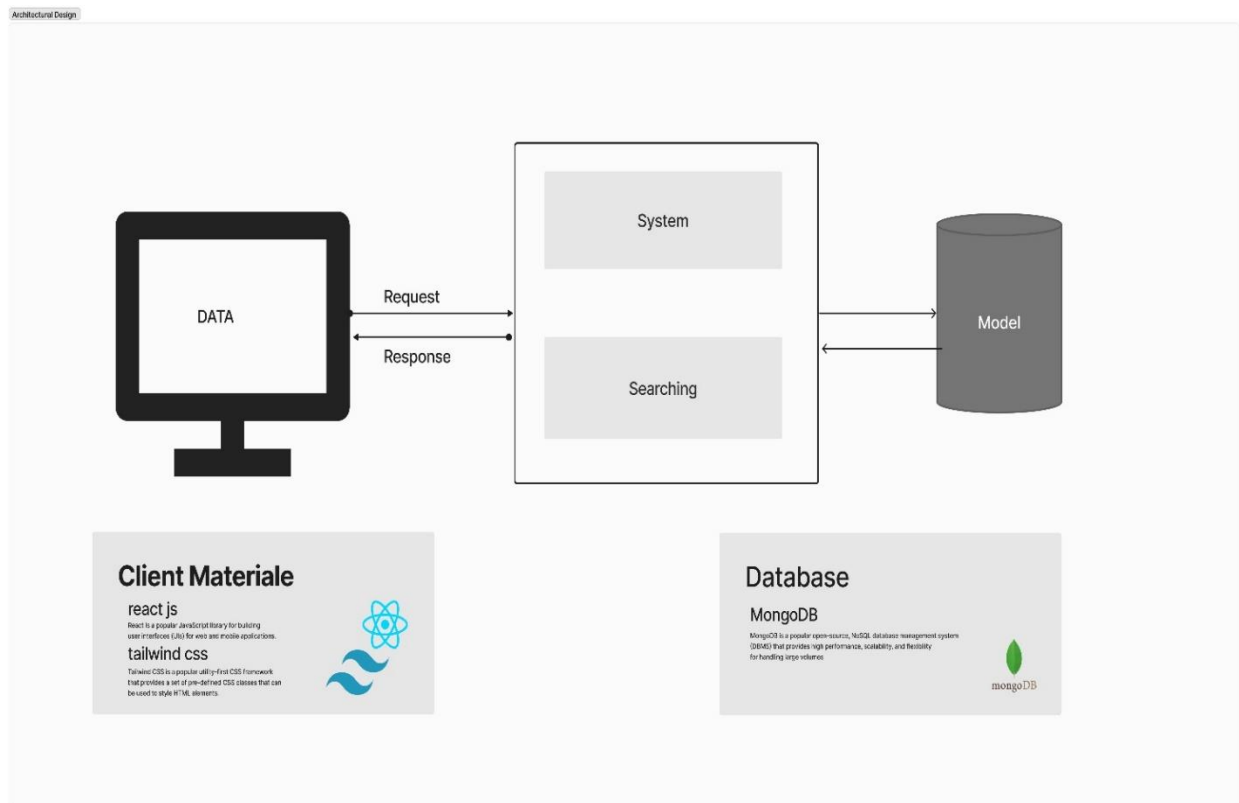 Architectural Design
System
Request
DATA
Model
Response
Searching
Client Materiale
react js
React is a popular JavaScript library for building
user interfaces (UIs) for web and mobile applications.
tailwind css
Tailwind CSS is a popular utility-first CSS framework
that provides a set of pre-defined CSS classes that can
be used to style HTML elements.
Database
MongoDB
MongoDB is a popular open-source, NoSQL database management system
(DBMS) that provides high performance, scalability, and flexibility
for handling large volumes
mongoDB